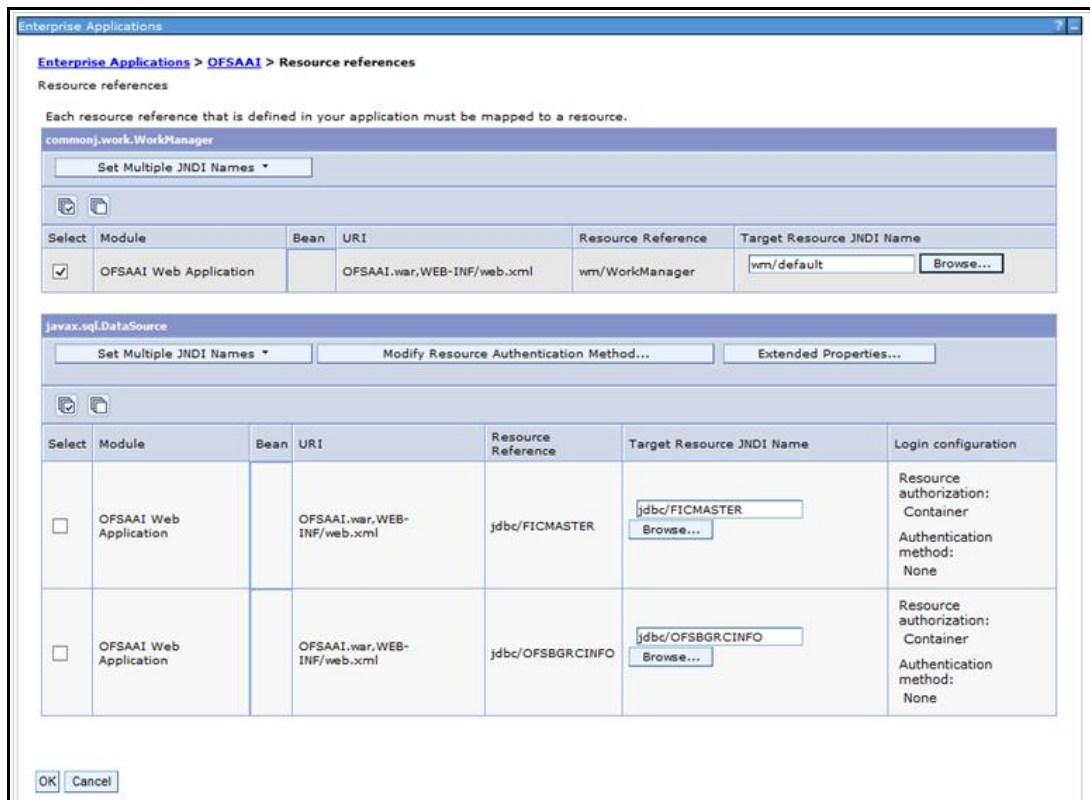 Enterprise Applications ? -
Enterprise Applications > OFSAAI > Resource references
Resource references
Each resource reference that is defined in your application must be mapped to a resource.
commonj.work.WorkManager
Set Multiple JNDI Names
Select Module Bean URI Resource Reference Target Resource JNDI Name
OFSAAI Web Application OFSAAI.war,WEB-INF/web.xml wm/WorkManager wm/default Browse...
javax.sql.DataSource
Set Multiple JNDI Names Modify Resource Authentication Method... Extended Properties...
Select Module Bean URI Resource Reference Target Resource JNDI Name Login configuration
OFSAAI Web Application OFSAAI.war,WEB-INF/web.xml jdbc/FICMASTER jdbc/FICMASTER Browse... Resource authorization: Container Authentication method: None
OFSAAI Web Application OFSAAI.war,WEB-INF/web.xml jdbc/OFSBGRCINFO jdbc/OFSBGRCINFO Browse... Resource authorization: Container Authentication method: None
OK Cancel